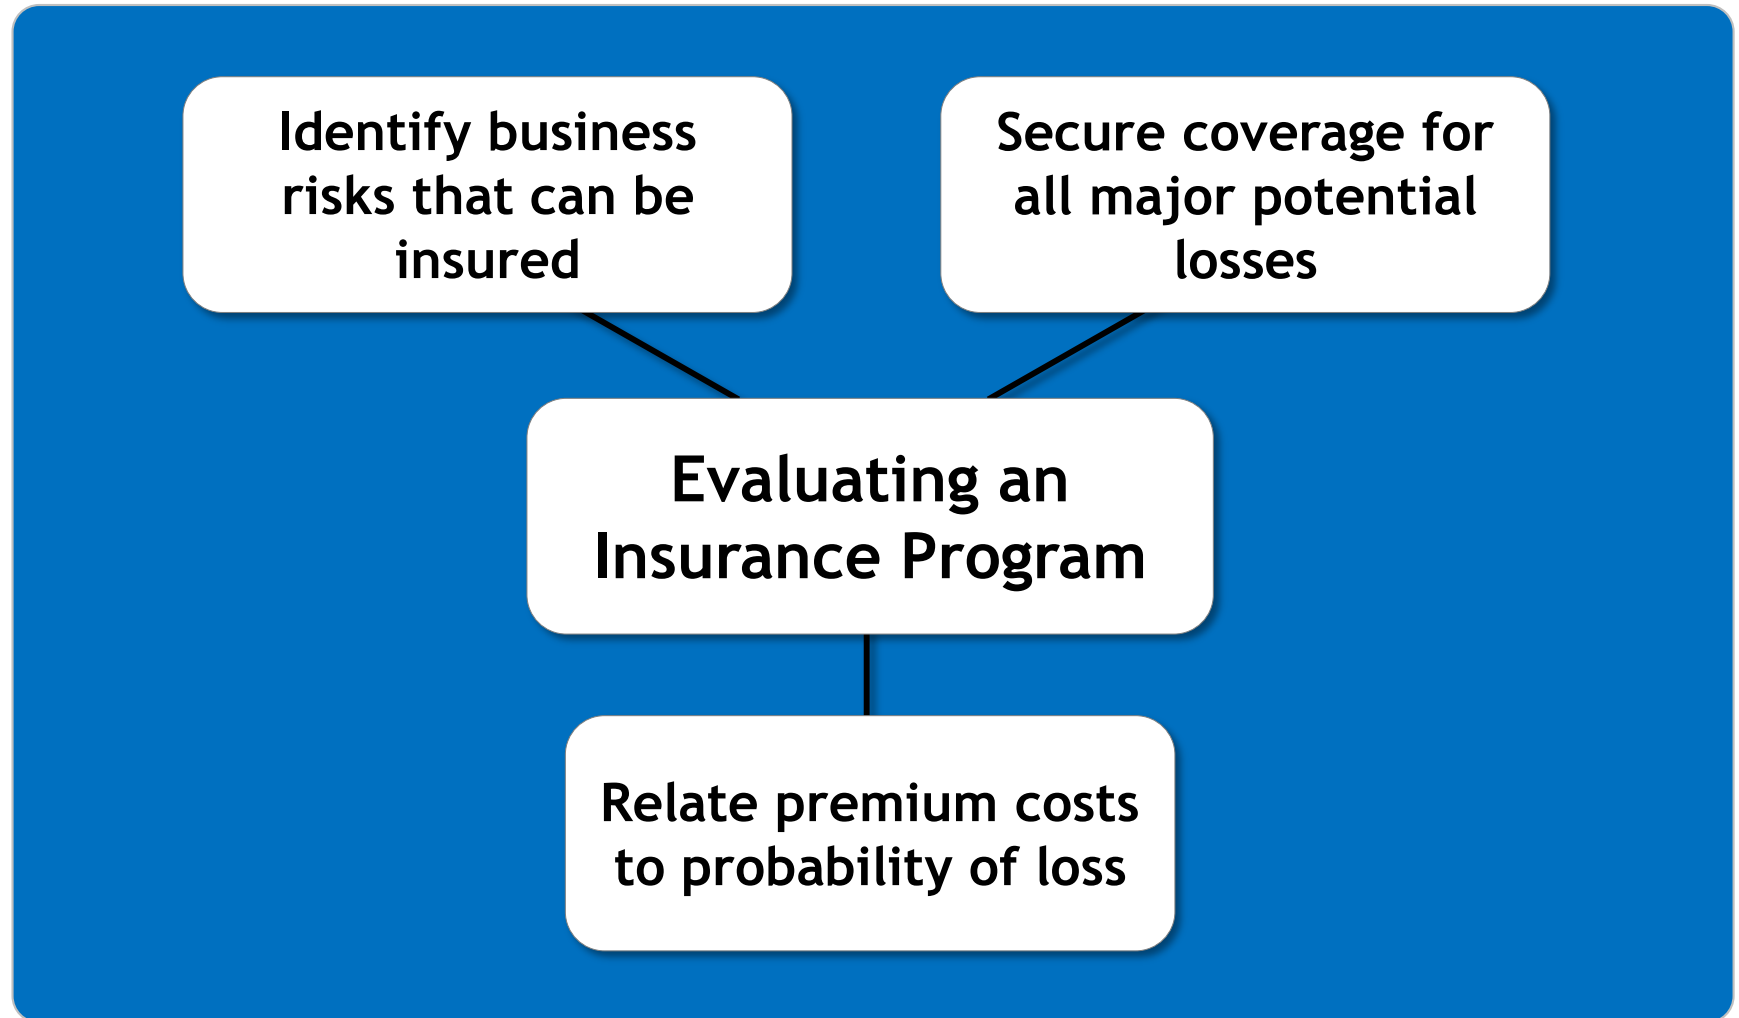 Identify business
risks that can be
insured
Secure coverage for
all major potential
losses
Evaluating an
Insurance Program
Relate premium costs
to probability of loss